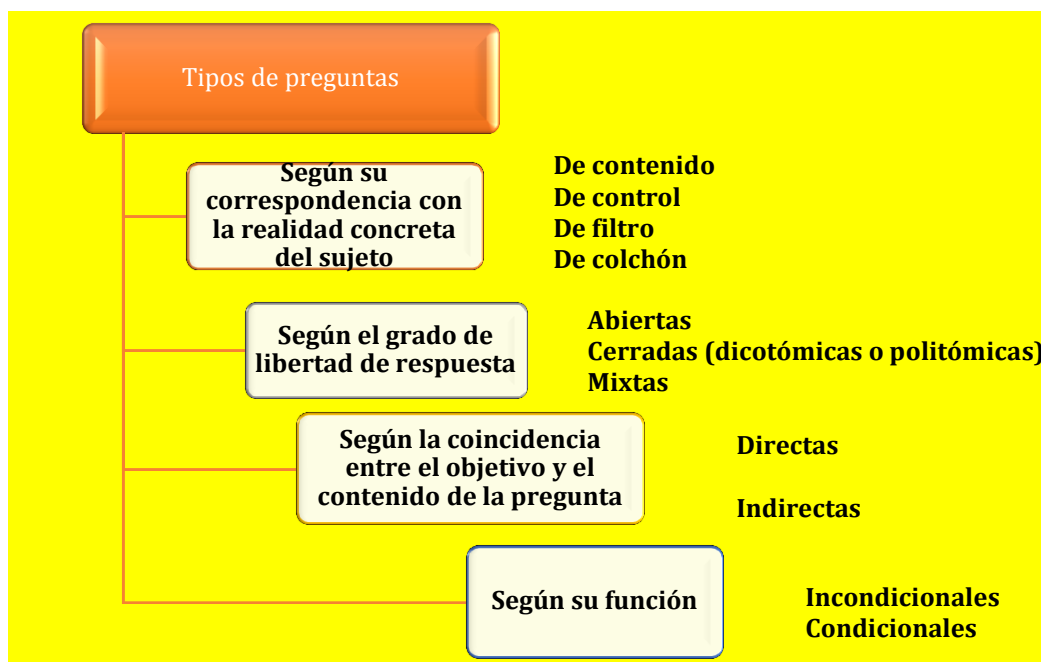 Tipos de preguntas
Según su
correspondencia con
la realidad concreta
del sujeto
De contenido
De control
De filtro
De colchón
Según el grado de
libertad de respuesta
Abiertas
Cerradas (dicotómicas o politómicas)
Mixtas
Según la coincidencia
entre el objetivo y el
contenido de la pregunta
Directas
Indirectas
Según su función
Incondicionales
Condicionales